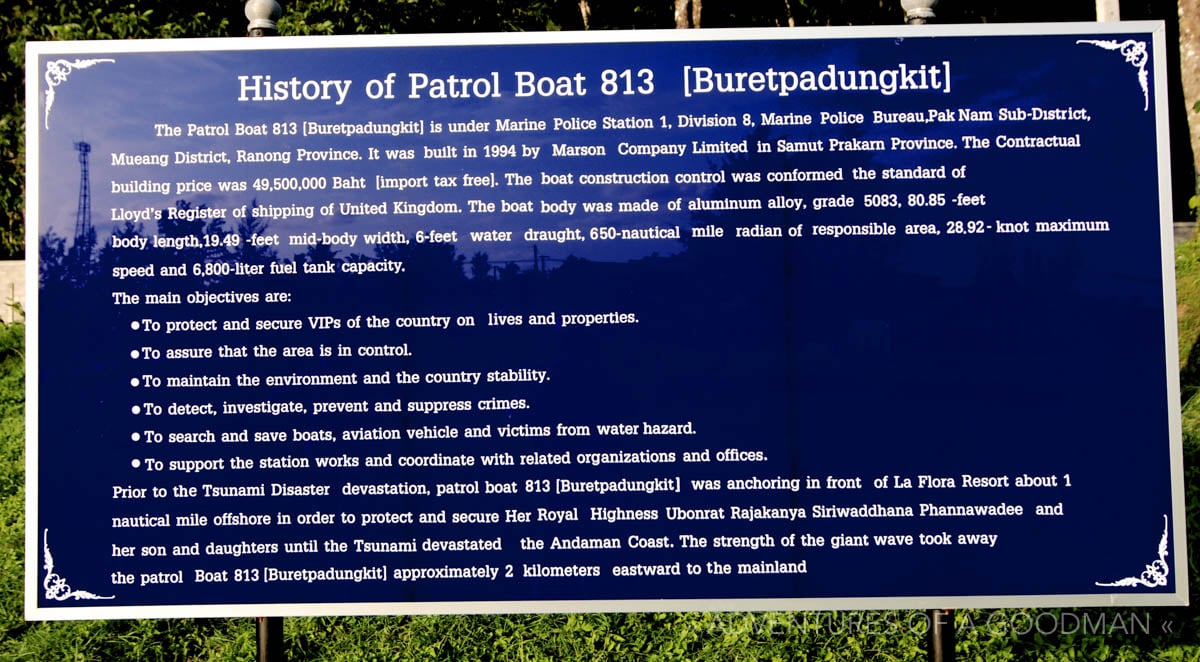 History of Patrol Boat 813 [Buretpadungkit]
The Patrol Boat 813 [Buretpadungkit] is under Marine Police Station 1, Division 8, Marine Police Bureau,Pak Nam Sub-District,
Mueang District, Ranong Province. It was built in 1994 by Marson Company Limited in Samut Prakarn Province. The Contractual
building price was 49,500,000 Baht [import tax free]. The boat construction control was conformed the standard of
Lloyd's Register of shipping of United Kingdom. The boat body was made of aluminum alloy, grade 5083, 80.85 -feet
body length,19.49 -feet mid-body width, 6-feet water draught, 650-nautical mile radian of responsible area, 28.92- knot maximum
speed and 6,800-liter fuel tank capacity.
The main objectives are:
● To protect and secure VIPs of the country on lives and properties.
● To assure that the area is in control.
● To maintain the environment and the country stability.
● To detect, investigate, prevent and suppress crimes.
● To search and save boats, aviation vehicle and victims from water hazard.
● To support the station works and coordinate with related organizations and offices.
Prior to the Tsunami Disaster devastation, patrol boat 813 [Buretpadungkit] was anchoring in front of La Flora Resort about 1
nautical mile offshore in order to protect and secure Her Royal Highness Ubonrat Rajakanya Siriwaddhana Phannawadee and
her son and daughters until the Tsunami devastated the Andaman Coast. The strength of the giant wave took away
the patrol Boat 813 [Buretpadungkit] approximately 2 kilometers eastward to the mainland
ADVENTURES OF A GOODMAN «